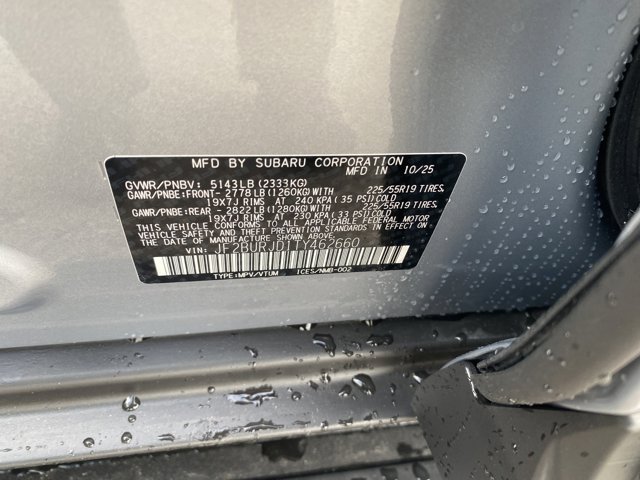 MFD BY SUBARU CORPORATION 10/25
GVWR/PNBV: 5143LB(2333KG)
GAWR/PNBE:FRONT-2778LB(1260KG)WITH 225/55R19 TIRES,
19X7J RIMS AT 240 KPA( 35 PSI)COLD
GAWR/PNBE:REAR -2822LB(1280KG)WITH 225/55R19 TIRES,
19X7J RIMS AT 230 KPA( 33 PSI)COLD
THIS VEHICLE CONFORMS TO ALL APPLICABLE FEDERAL MOTOR
VEHICLE SAFETY AND THEFT PREVENTION STANDARDS IN EFFECT
ON THE DATE OF MANUFACTURE SHOWN ABOVE.
VIN: JF2BURJD1TY462660
TYPE:MPV/VTUM ICES/NMB-002